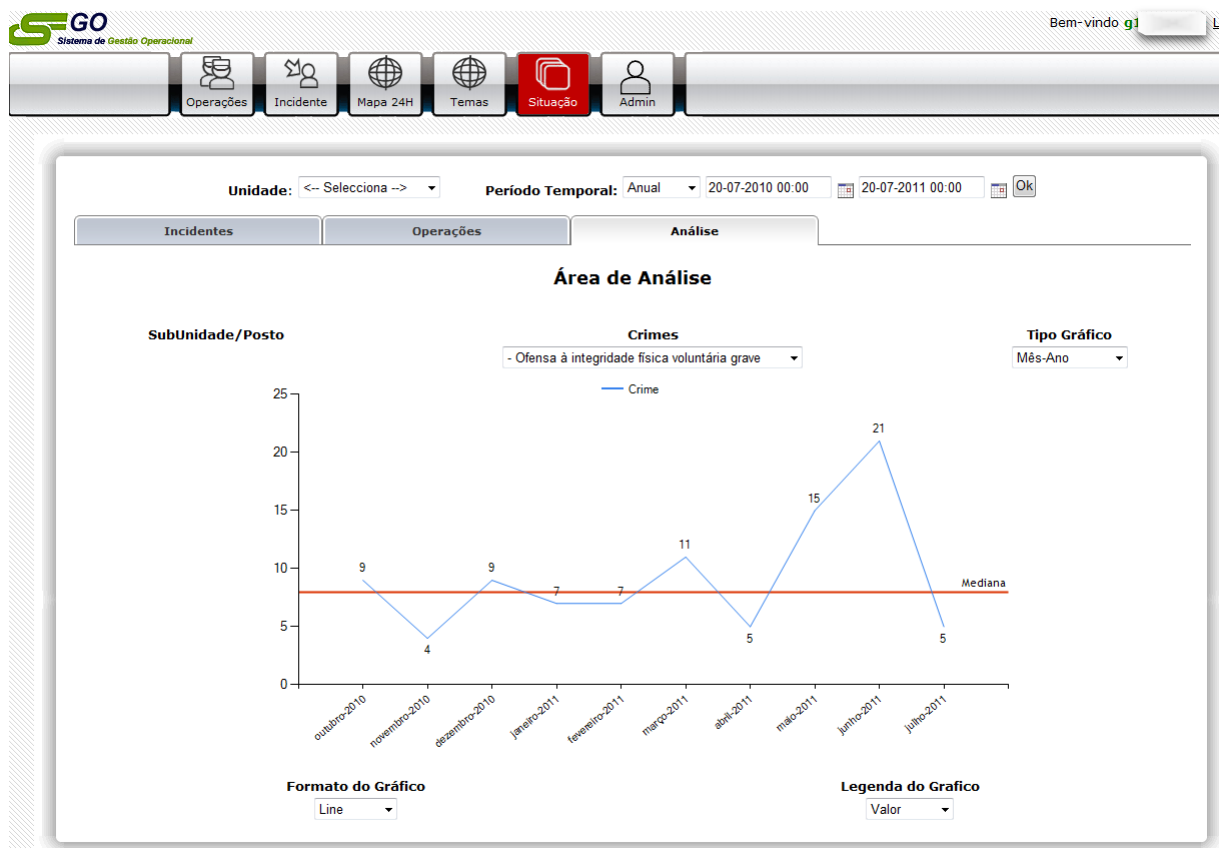 SEGO
Sistema de Gestão Operacional
Bem-vindo
Operações Incidente Mapa 24H Temas Situação Admin
Unidade: <-- Selecciona --> Período Temporal: Anual 20-07-2010 00:00 20-07-2011 00:00 Ok
Incidentes Operações Análise
Área de Análise
SubUnidade/Posto Crimes Tipo Gráfico
- Ofensa à integridade física voluntária grave Mês-Ano
Crime
25
21
20
15
15
11
10
9 9
7 7
Mediana
5
5 5
4
0
outubro-2010 novembro-2010 dezembro-2010 janeiro-2011 fevereiro-2011 março-2011 abril-2011 maio-2011 junho-2011 julho-2011
Formato do Gráfico Legenda do Grafico
Line Valor